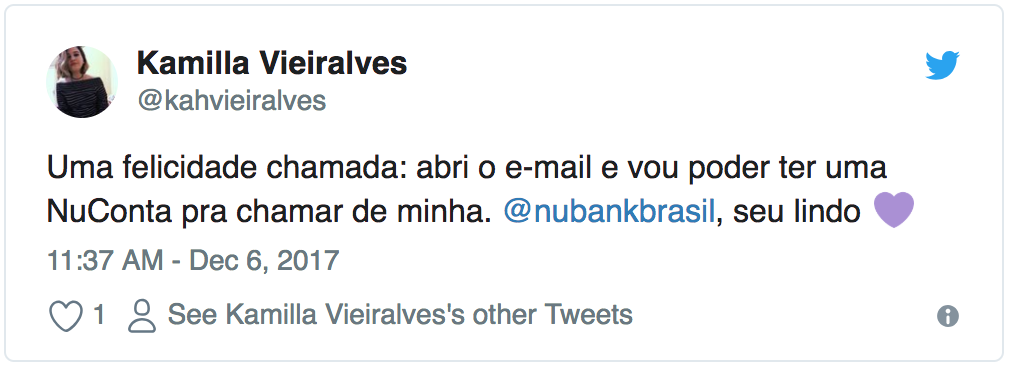 Kamilla Vieiralves
@kahvieiralves
Uma felicidade chamada: abri o e-mail e vou poder ter uma
NuConta pra chamar de minha. @nubankbrasil, seu lindo 💜
11:37 AM - Dec 6, 2017
1 See Kamilla Vieiralves's other Tweets